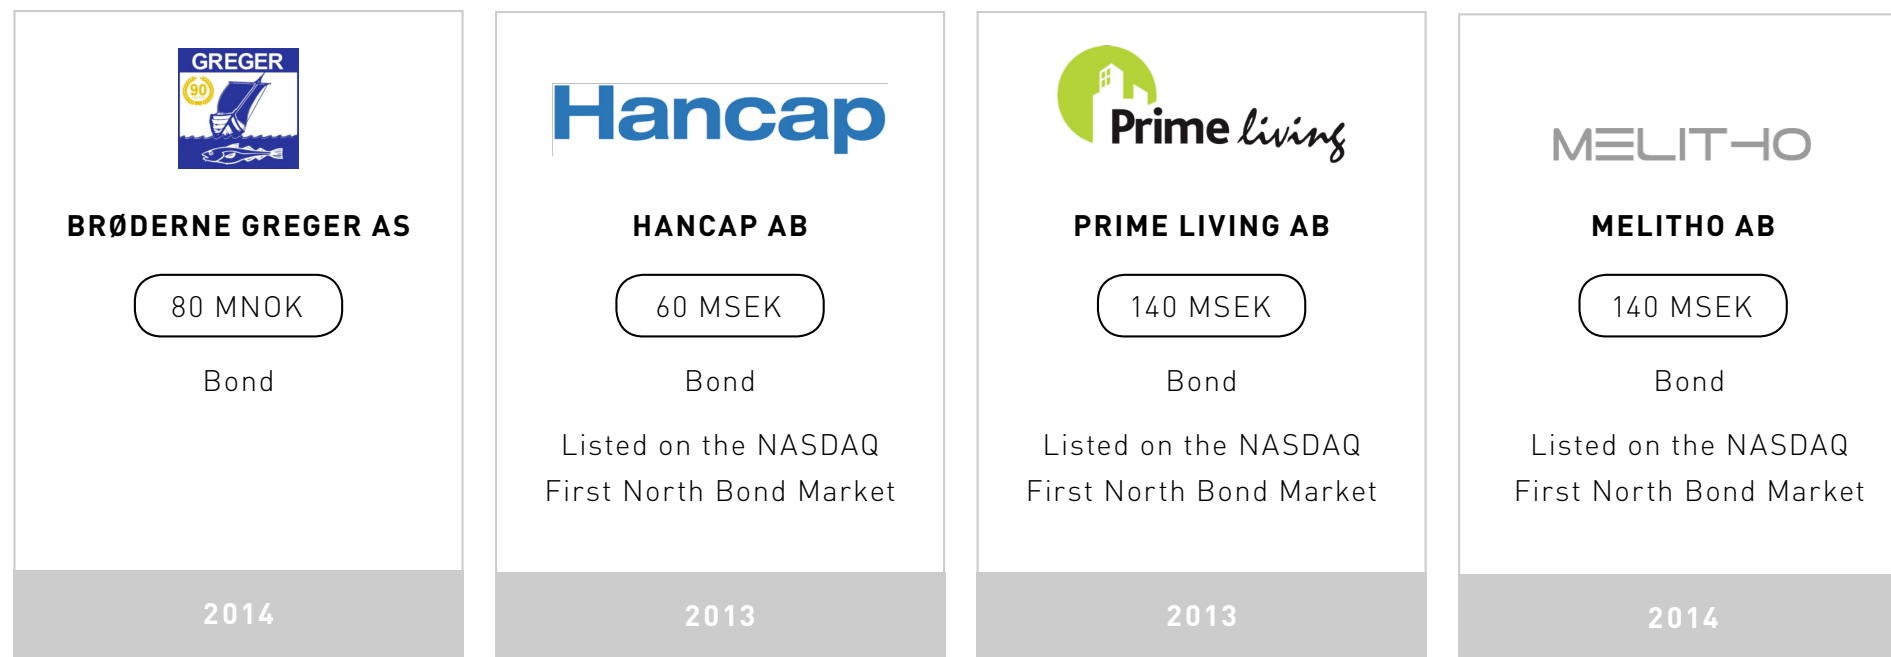 GREGER
90
BRØDERNE GREGER AS
80 MNOK
Bond
2014
Hancap
HANCAP AB
60 MSEK
Bond
Listed on the NASDAQ
First North Bond Market
2013
Prime living
PRIME LIVING AB
140 MSEK
Bond
Listed on the NASDAQ
First North Bond Market
2013
MELITHO
MELITHO AB
140 MSEK
Bond
Listed on the NASDAQ
First North Bond Market
2014